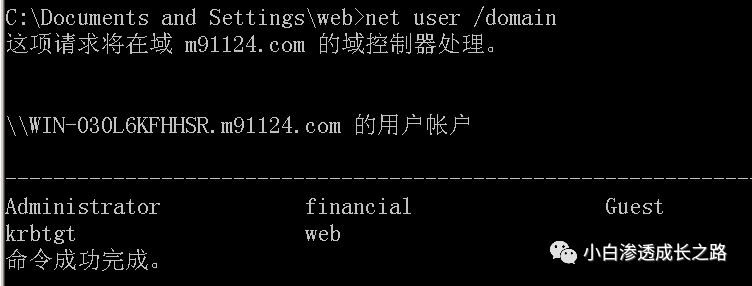 C:\Documents and Settings\web>net user /domain
这项请求将在域 m91124.com 的域控制器处理。
\\WIN-030L6KFHHSR.m91124.com 的用户帐户
-------------------------------------------------------------------------------
Administrator financial Guest
krbtgt web
命令成功完成。
小白渗透成长之路